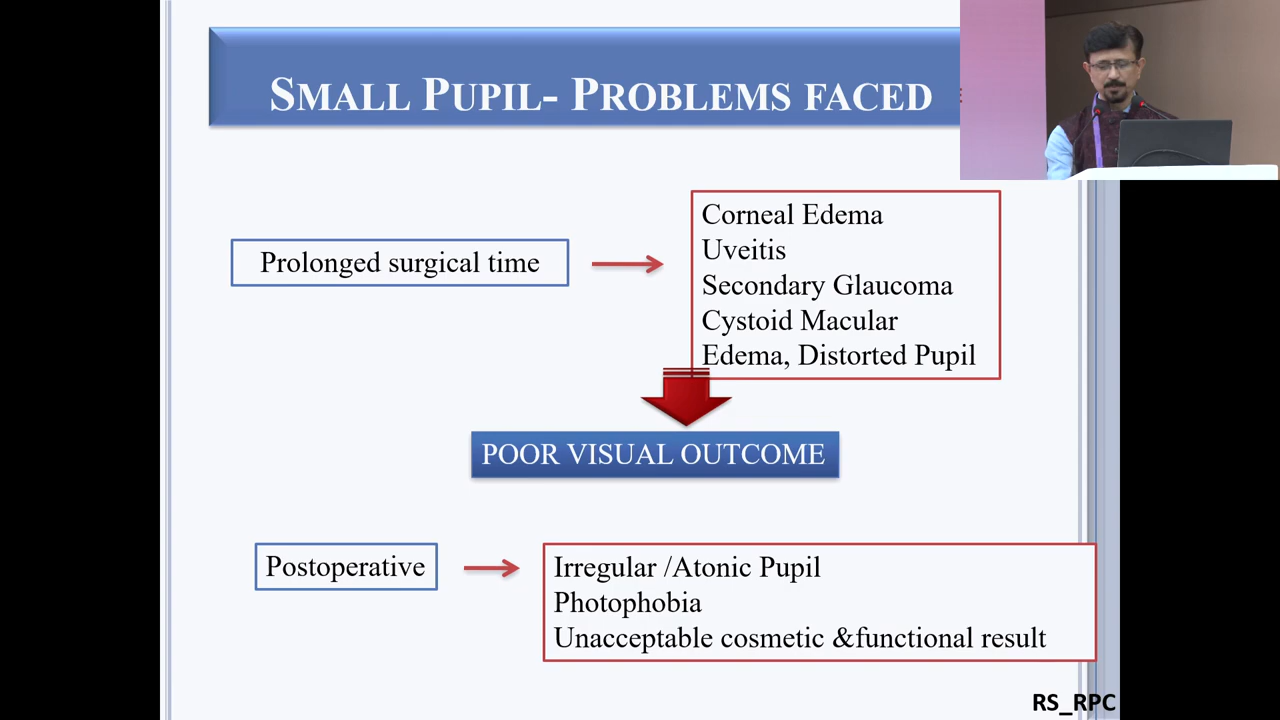 SMALL PUPIL- PROBLEMS FACED
Prolonged surgical time
Corneal Edema
Uveitis
Secondary Glaucoma
Cystoid Macular
Edema, Distorted Pupil
POOR VISUAL OUTCOME
Postoperative
Irregular /Atonic Pupil
Photophobia
Unacceptable cosmetic &functional result
RS_RPC